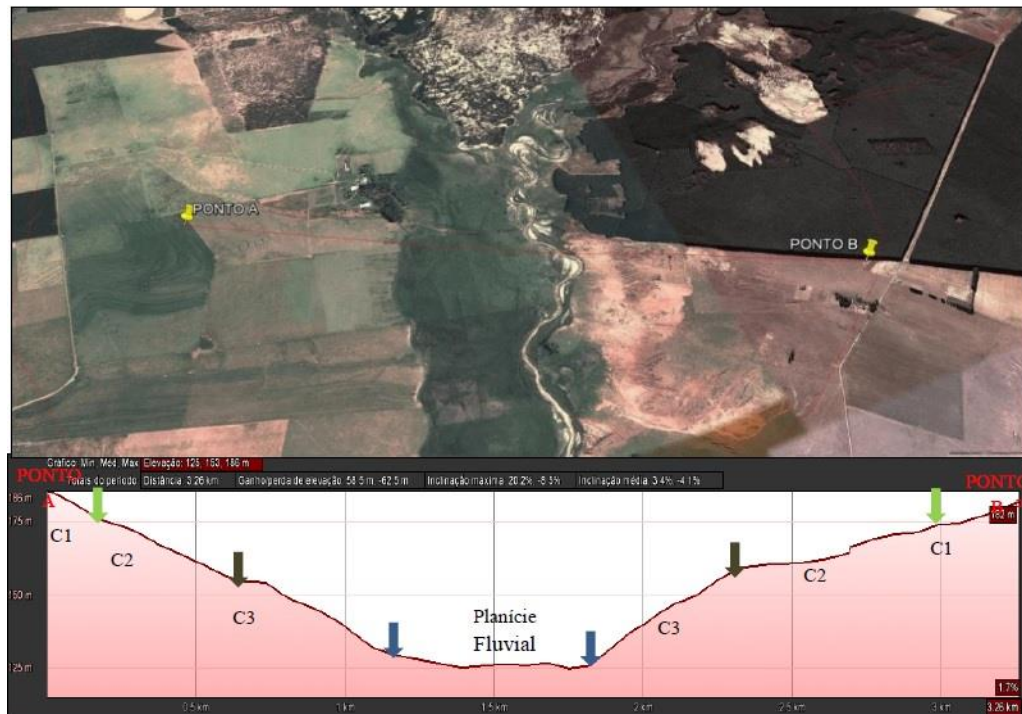 PONTO A
PONTO B
Gráfico: Mín, Méd, Máx Elevação: 125, 153, 186 m
Totais do período: Distância: 3.26 km Ganho/perda de elevação: 58.5 m, -62.5 m Inclinação máxima: 20.2%, -8.3% Inclinação média: 3.4%, -4.1%
PONTO
A
PONTO
B
185 m
175 m
150 m
125 m
182 m
C1
C2
C3
Planície
Fluvial
C3
C2
C1
1.7%
0.5 km
1 km
1.5 km
2 km
2.5 km
3 km
3.26 km